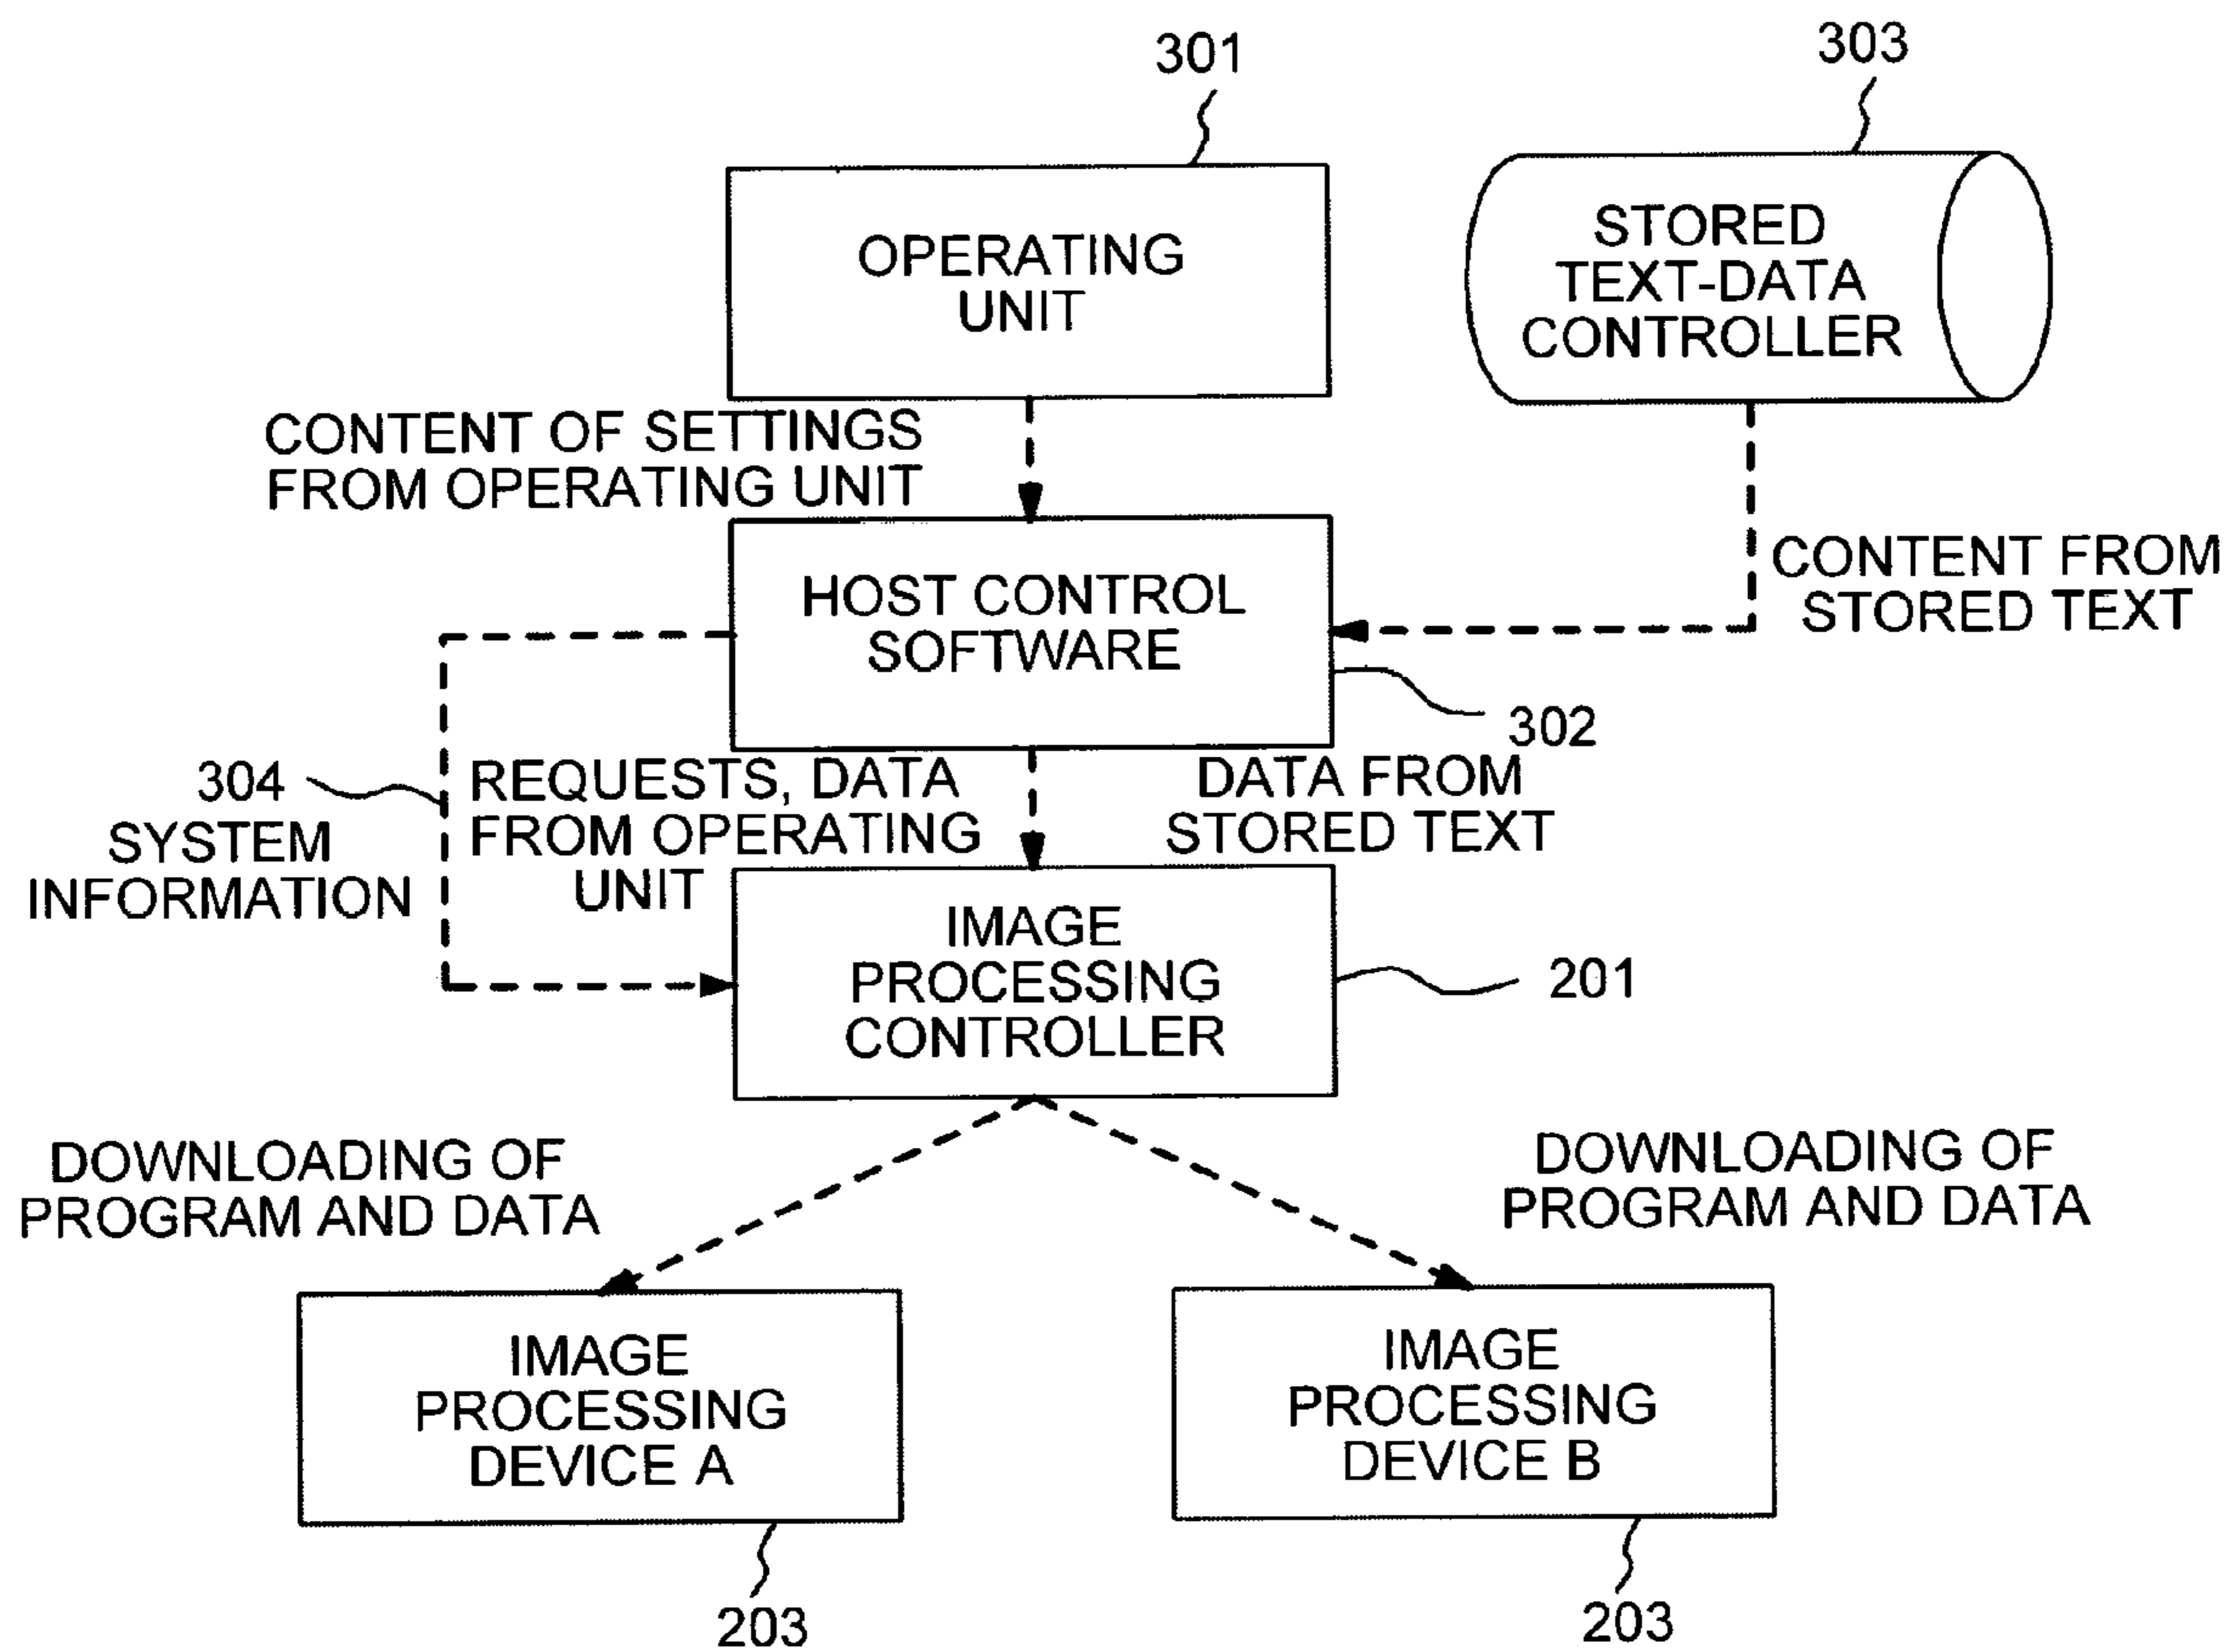 301
303
OPERATING
UNIT
STORED
TEXT-DATA
CONTROLLER
CONTENT OF SETTINGS
FROM OPERATING UNIT
HOST CONTROL
SOFTWARE
CONTENT FROM
STORED TEXT
302
304
SYSTEM
INFORMATION
REQUESTS, DATA
FROM OPERATING
UNIT
DATA FROM
STORED TEXT
IMAGE
PROCESSING
CONTROLLER
201
DOWNLOADING OF
PROGRAM AND DATA
DOWNLOADING OF
PROGRAM AND DATA
IMAGE
PROCESSING
DEVICE A
IMAGE
PROCESSING
DEVICE B
203
203